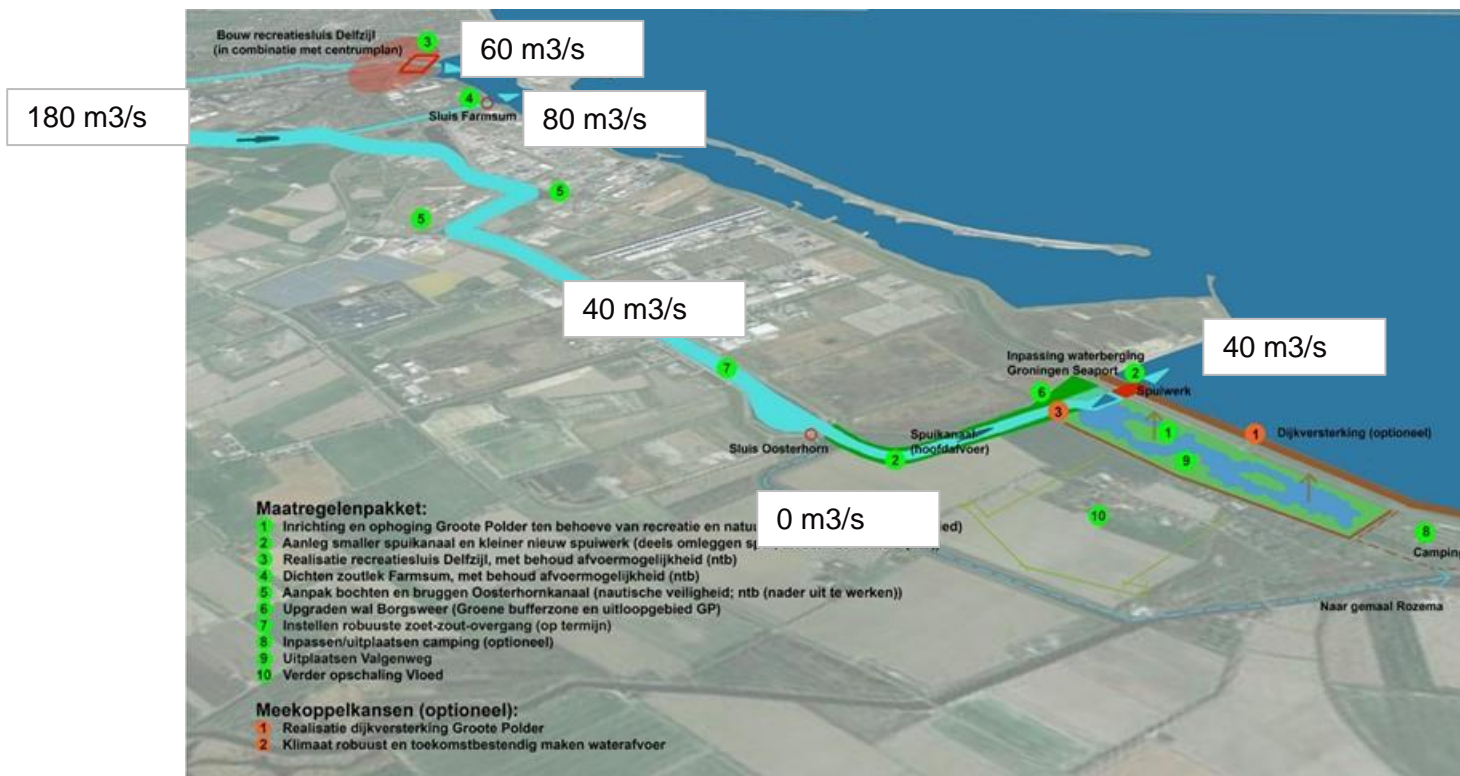 Bouw recreatiesluis Delfzijl
(in combinatie met centrumplan)
3
60 m3/s
180 m3/s
4
Sluis Farmsum
80 m3/s
5
5
40 m3/s
40 m3/s
Inpassing waterberging
Groningen Seaport
2
6
Spuiwerk
7
3
1
1
Dijkversterking (optioneel)
Sluis Oosterhorn
Spuikanaal
(hoofdafvoer)
2
9
0 m3/s
10
8
Camping
Naar gemaal Rozema
Maatregelenpakket:
1 Inrichting en ophoging Groote Polder ten behoeve van recreatie en natuu
2 Aanleg smaller spuikanaal en kleiner nieuw spuiwerk (deels omleggen
3 Realisatie recreatiesluis Delfzijl, met behoud afvoermogelijkheid (ntb)
4 Dichten zoutlek Farmsum, met behoud afvoermogelijkheid (ntb)
5 Aanpak bochten en bruggen Oosterhornkanaal (nautische veiligheid; ntb (nader uit te werken))
6 Upgraden wal Borgsweer (Groene bufferzone en uitloopgebied GP)
7 Instellen robuuste zoet-zout-overgang (op termijn)
8 Inpassen/uitplaatsen camping (optioneel)
9 Uitplaatsen Valgenweg
10 Verder opschaling Vloed
Meekoppelkansen (optioneel):
1 Realisatie dijkversterking Groote Polder
2 Klimaat robuust en toekomstbestendig maken waterafvoer